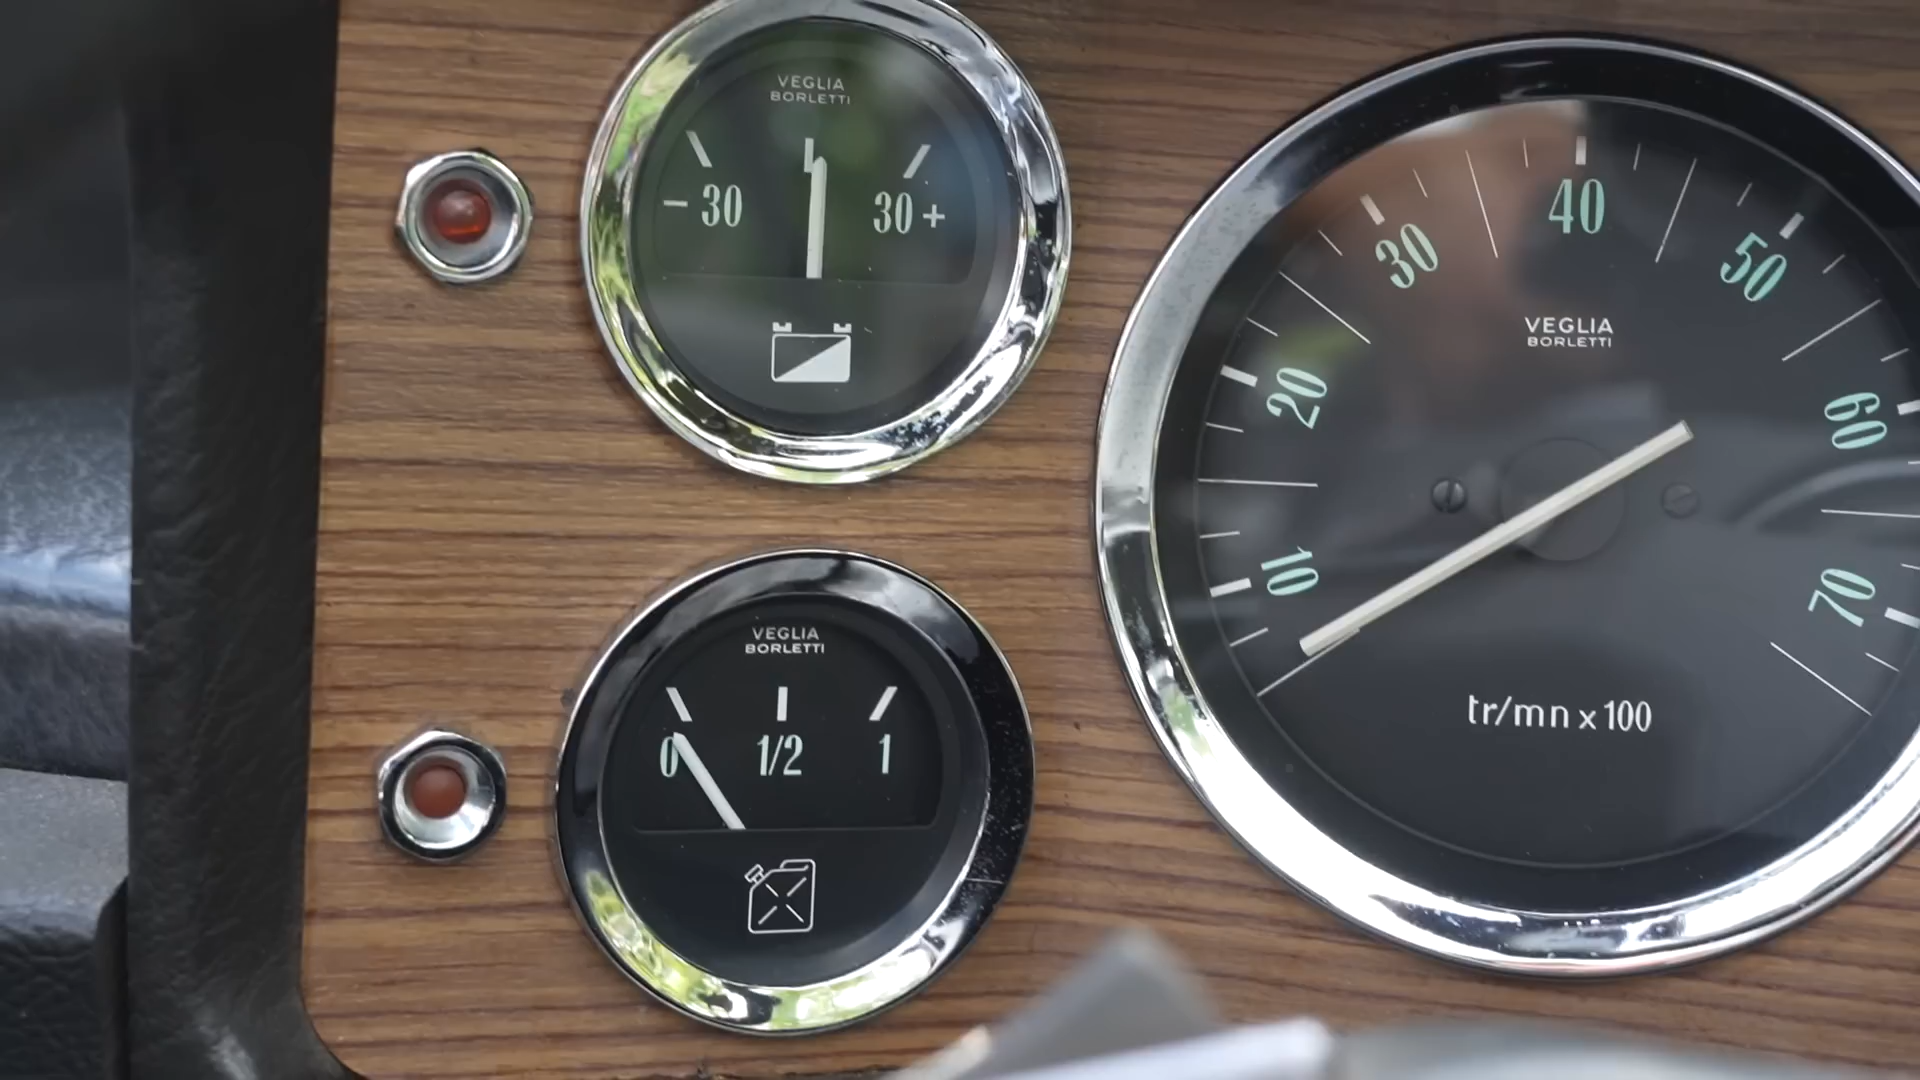 VEGLIA
BORLETTI
- 30
30 +
VEGLIA
BORLETTI
0
1/2
1
10
20
30
40
50
60
70
VEGLIA
BORLETTI
tr/mn x 100